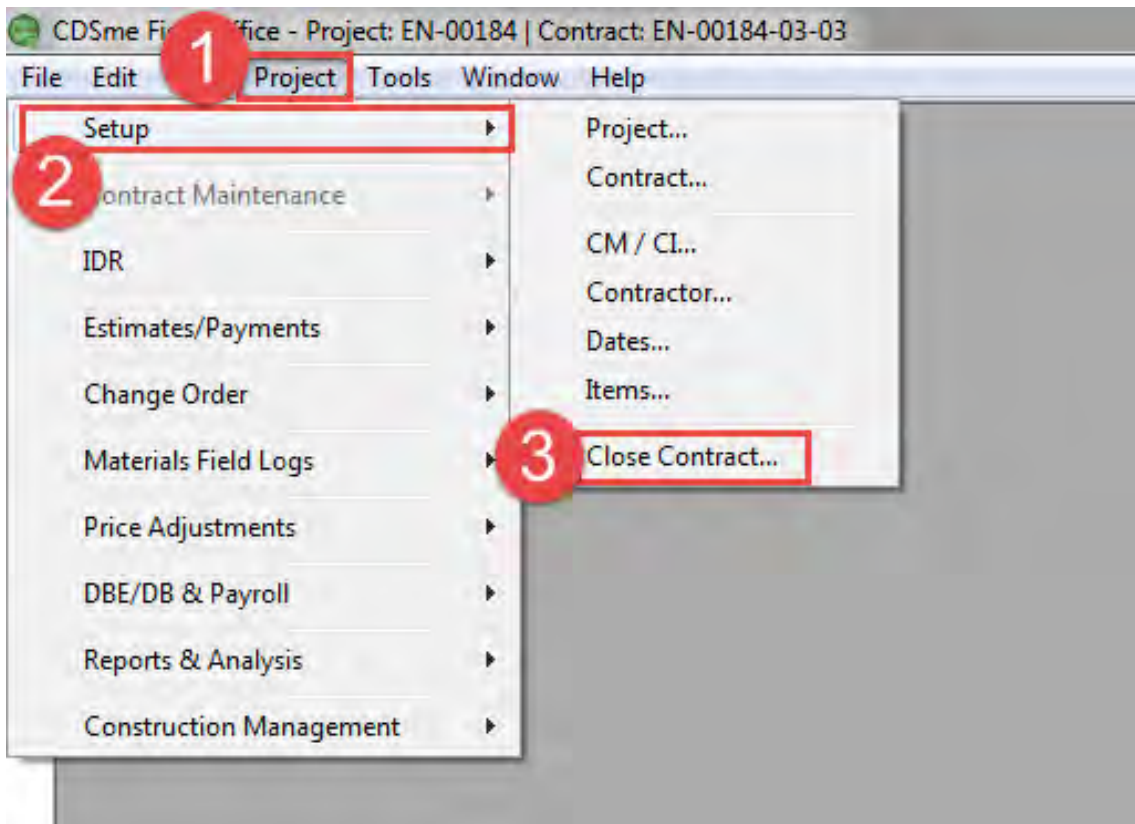 CDSme Fi fice - Project: EN-00184 | Contract: EN-00184-03-03
1
File Edit Project Tools Window Help
Setup
2
ontract Maintenance
IDR
Estimates/Payments
Change Order
Materials Field Logs
Price Adjustments
DBE/DB & Payroll
Reports & Analysis
Construction Management
Project...
Contract...
CM / CI...
Contractor...
Dates...
Items...
3
Close Contract...